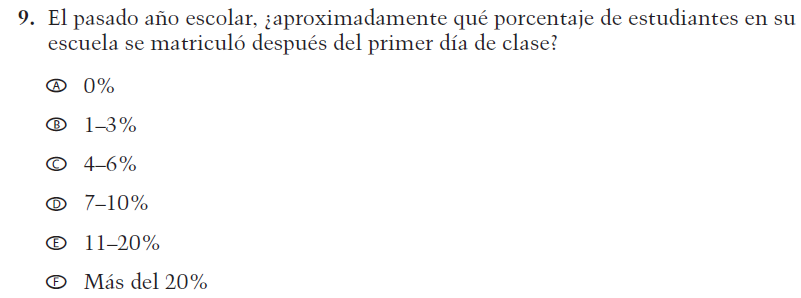 9. El pasado año escolar, ¿aproximadamente qué porcentaje de estudiantes en su
escuela se matriculó después del primer día de clase?
Ⓐ 0%
Ⓑ 1–3%
Ⓒ 4–6%
Ⓓ 7–10%
Ⓔ 11–20%
Ⓕ Más del 20%